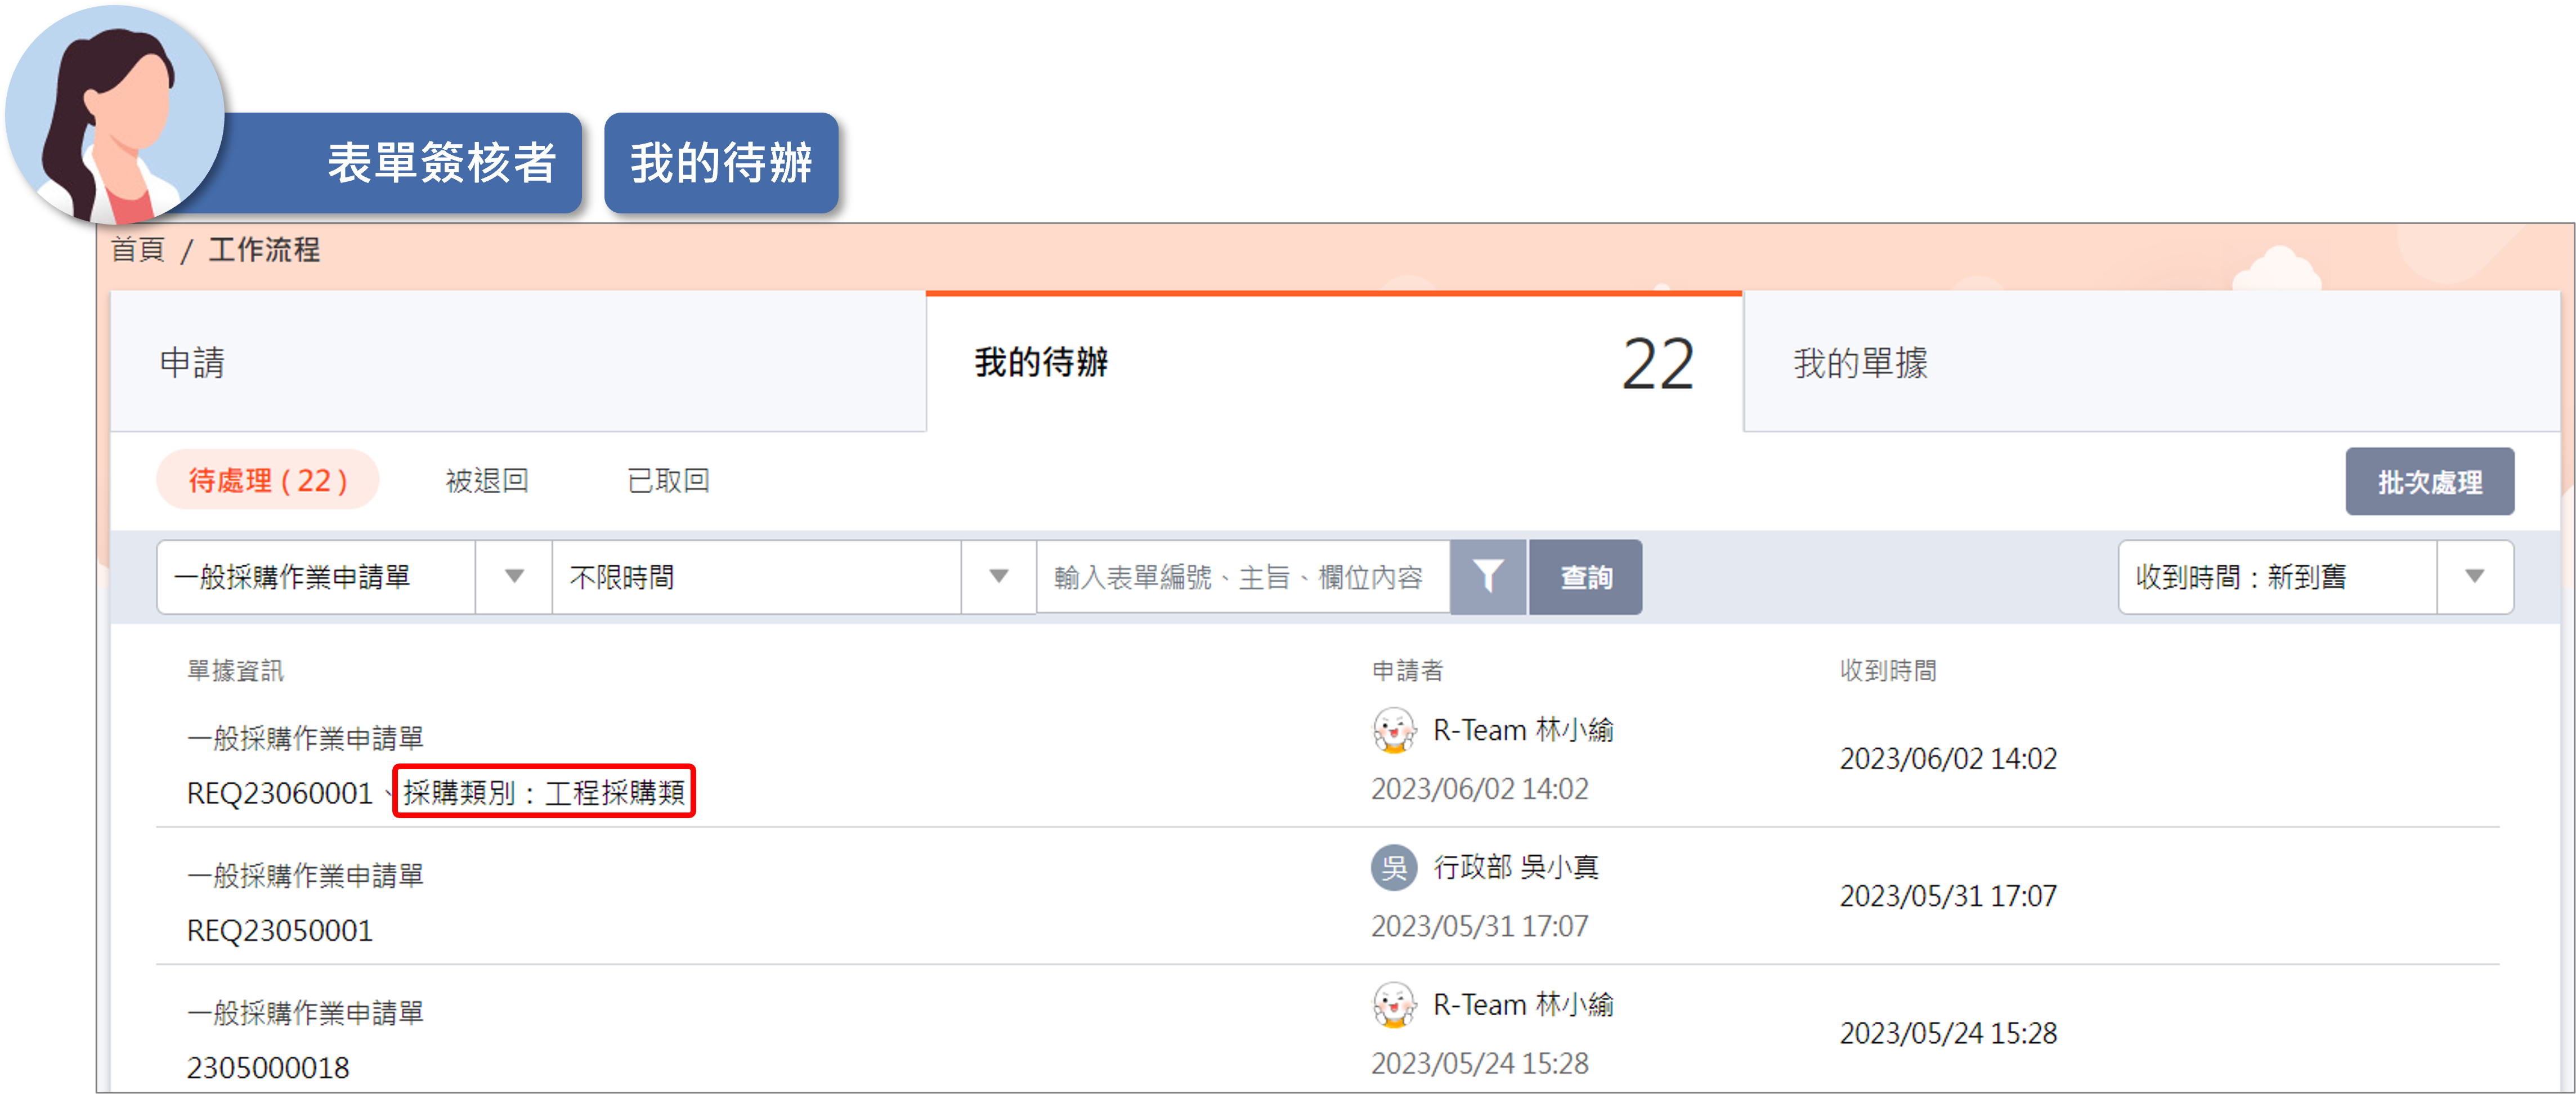 表單簽核者 我的待辦
首頁 / 工作流程
申請 我的待辦 22 我的單據
待處理 ( 22 ) 被退回 已取回 批次處理
一般採購作業申請單 不限時間 輸入表單編號、主旨、欄位內容 查詢 收到時間：新到舊
單據資訊 申請者 收到時間
一般採購作業申請單 R-Team 林小緰 2023/06/02 14:02
REQ23060001、採購類別：工程採購類 2023/06/02 14:02
一般採購作業申請單 吳 行政部 吳小真 2023/05/31 17:07
REQ23050001 2023/05/31 17:07
一般採購作業申請單 R-Team 林小緰 2023/05/24 15:28
2305000018 2023/05/24 15:28